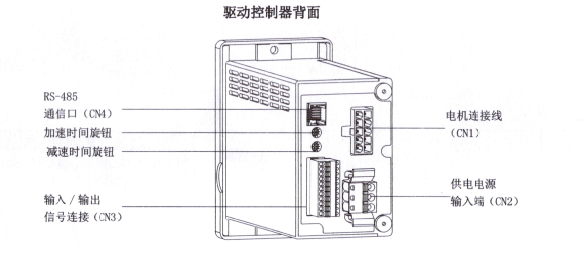 驱动控制器背面
RS-485
通信口（CN4）
加速时间旋钮
减速时间旋钮
输入／输出
信号连接（CN3）
电机连接线
（CN1）
供电电源
输入端（CN2）